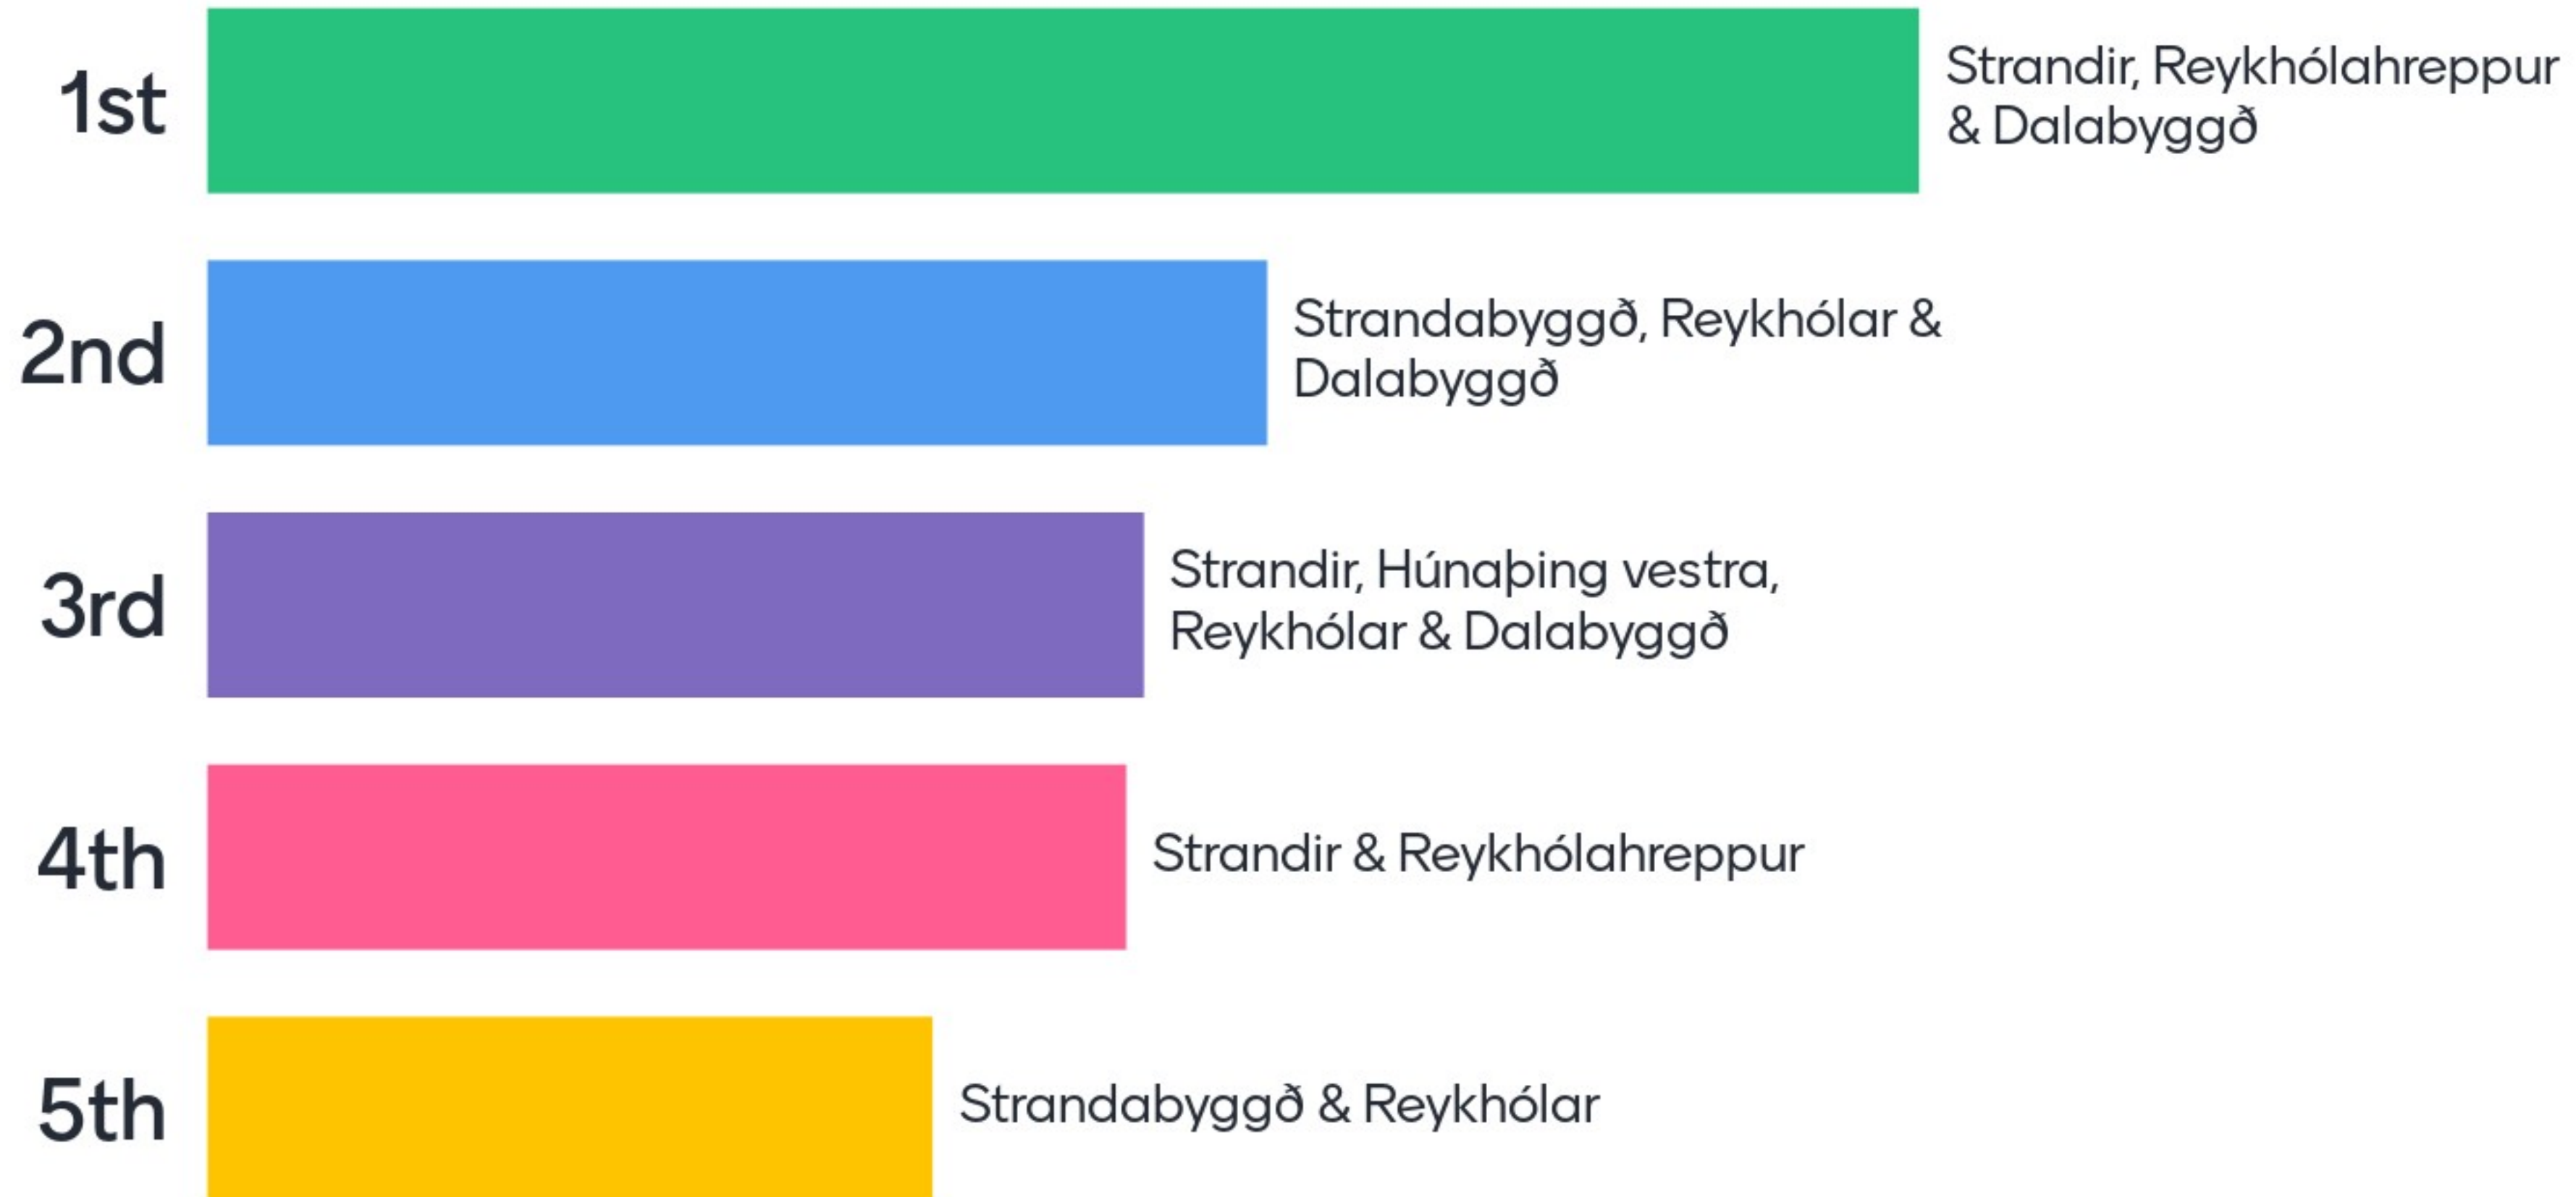 1st
Strandir, Reykhólahreppur
& Dalabyggð
2nd
Strandabyggð, Reykhólar &
Dalabyggð
3rd
Strandir, Húnaþing vestra,
Reykhólar & Dalabyggð
4th
Strandir & Reykhólahreppur
5th
Strandabyggð & Reykhólar